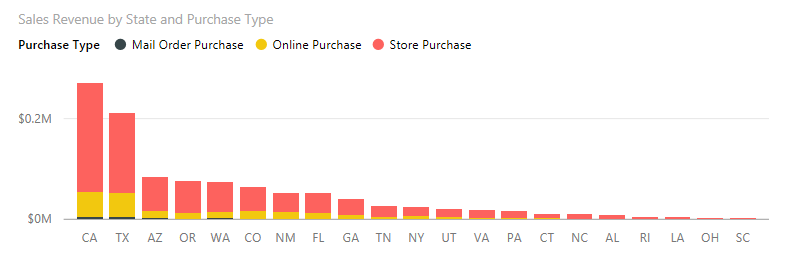 Sales Revenue by State and Purchase Type
Purchase Type Mail Order Purchase Online Purchase Store Purchase
$0.2M
$0M
CA TX AZ OR WA CO NM FL GA TN NY UT VA PA CT NC AL RI LA OH SC